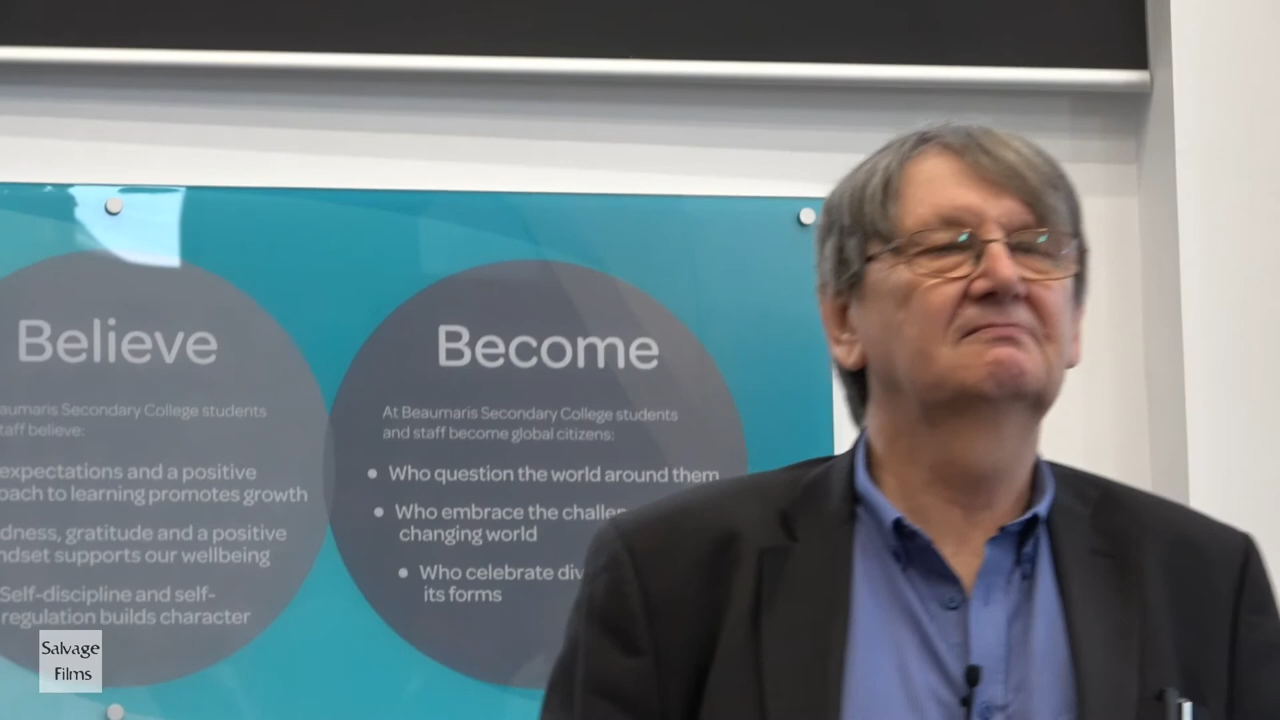 Believe
aumaris Secondary College students
taff believe:
expectations and a positive
oach to learning promotes growth
dness, gratitude and a positive
ndset supports our wellbeing
Self-discipline and self-
regulation builds character
Become
At Beaumaris Secondary College students
and staff become global citizens:
• Who question the world around them
• Who embrace the challen
changing world
• Who celebrate div
its forms
Salvage
Films